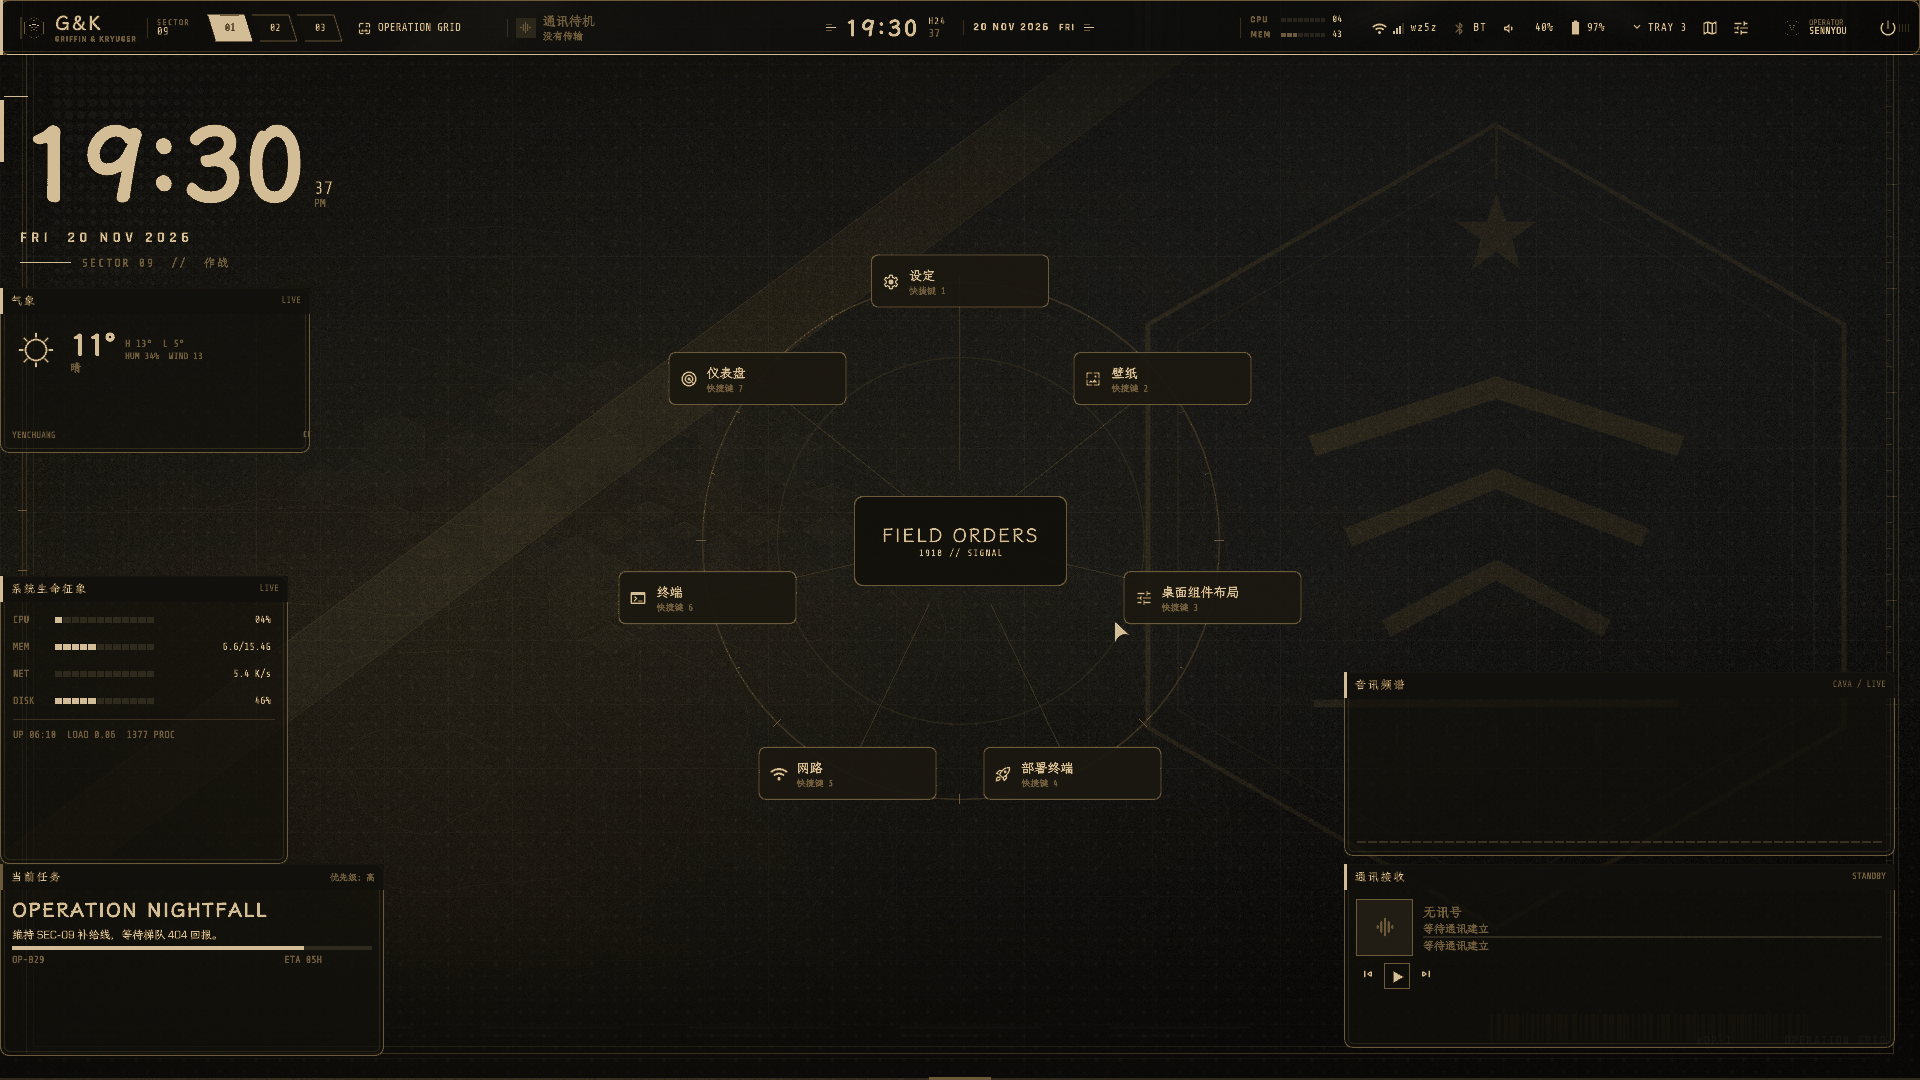 G&K
GRIFFIN & KRYUGER
SECTOR
09
01
02
03
OPERATION GRID
通讯待机
没有传输
19:30
H24
37
20 NOV 2026 FRI
CPU 04
MEM 43
wz5z
BT
40%
97%
TRAY 3
OPERATOR
SENNYOU
19:30
37
PM
FRI 20 NOV 2026
SECTOR 09 // 作战
气象
LIVE
11°
H 13° L 5°
HUM 34% WIND 13
晴
YENCHUANG
系统生命征象
LIVE
CPU 04%
MEM 6.6/15.4G
NET 5.4 K/s
DISK 46%
UP 06:10 LOAD 0.86 1377 PROC
当前任务
优先级: 高
OPERATION NIGHTFALL
维持 SEC-09 补给线，等待梯队 404 回报。
OP-829
ETA 05H
设定
快捷键 1
仪表盘
快捷键 7
壁纸
快捷键 2
FIELD ORDERS
1918 // SIGNAL
终端
快捷键 6
桌面组件布局
快捷键 3
网路
快捷键 5
部署终端
快捷键 4
音讯频谱
CAVA / LIVE
通讯接收
STANDBY
无讯号
等待通讯建立
等待通讯建立